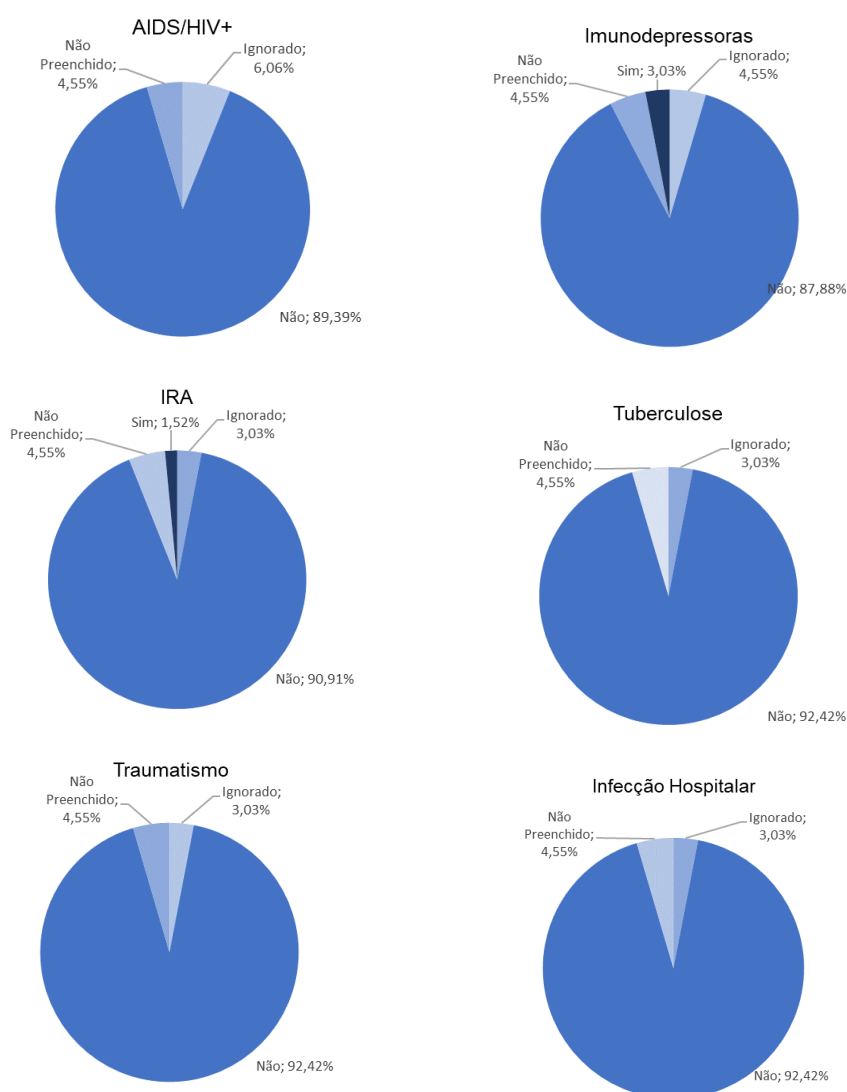 AIDS/HIV+
Não
Preenchido;
4,55%
Ignorado;
6,06%
Não; 89,39%
Imunodepressoras
Não
Preenchido;
4,55%
Sim; 3,03%
Ignorado;
4,55%
Não; 87,88%
IRA
Não
Preenchido;
4,55%
Sim; 1,52%
Ignorado;
3,03%
Não; 90,91%
Tuberculose
Não
Preenchido;
4,55%
Ignorado;
3,03%
Não; 92,42%
Traumatismo
Não
Preenchido;
4,55%
Ignorado;
3,03%
Não; 92,42%
Infecção Hospitalar
Não
Preenchido;
4,55%
Ignorado;
3,03%
Não; 92,42%